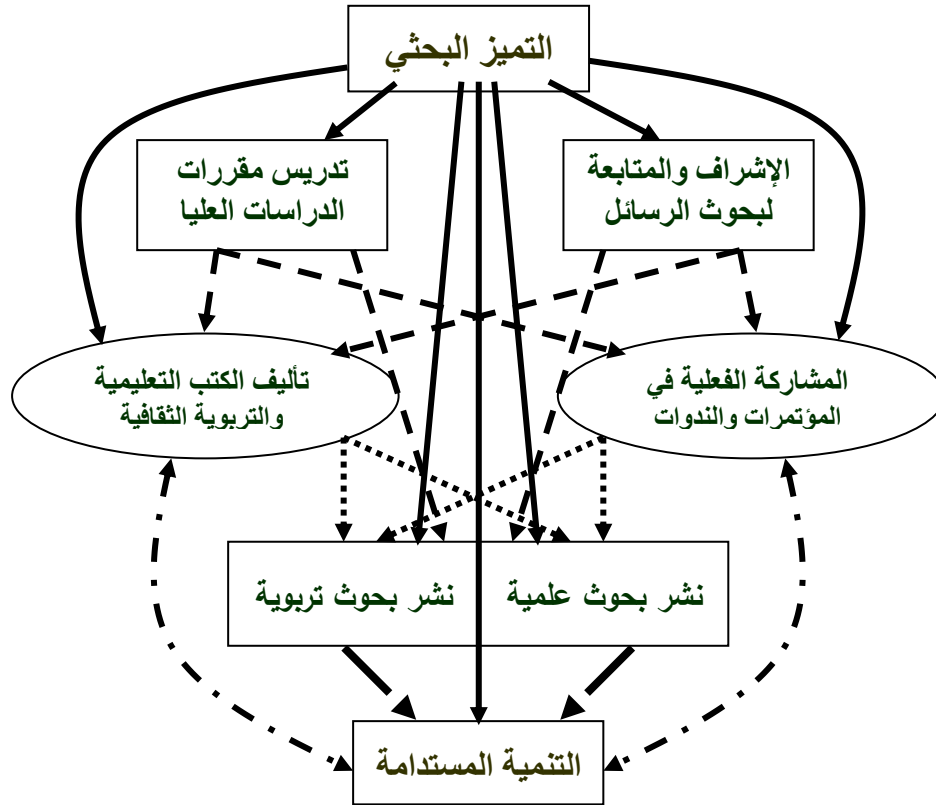 التميز البحثي
الإشراف والمتابعة
لبحوث الرسائل
تدريس مقررات
الدراسات العليا
المشاركة الفعلية في
المؤتمرات والندوات
تأليف الكتب التعليمية
والتربوية الثقافية
نشر بحوث علمية
نشر بحوث تربوية
التنمية المستدامة